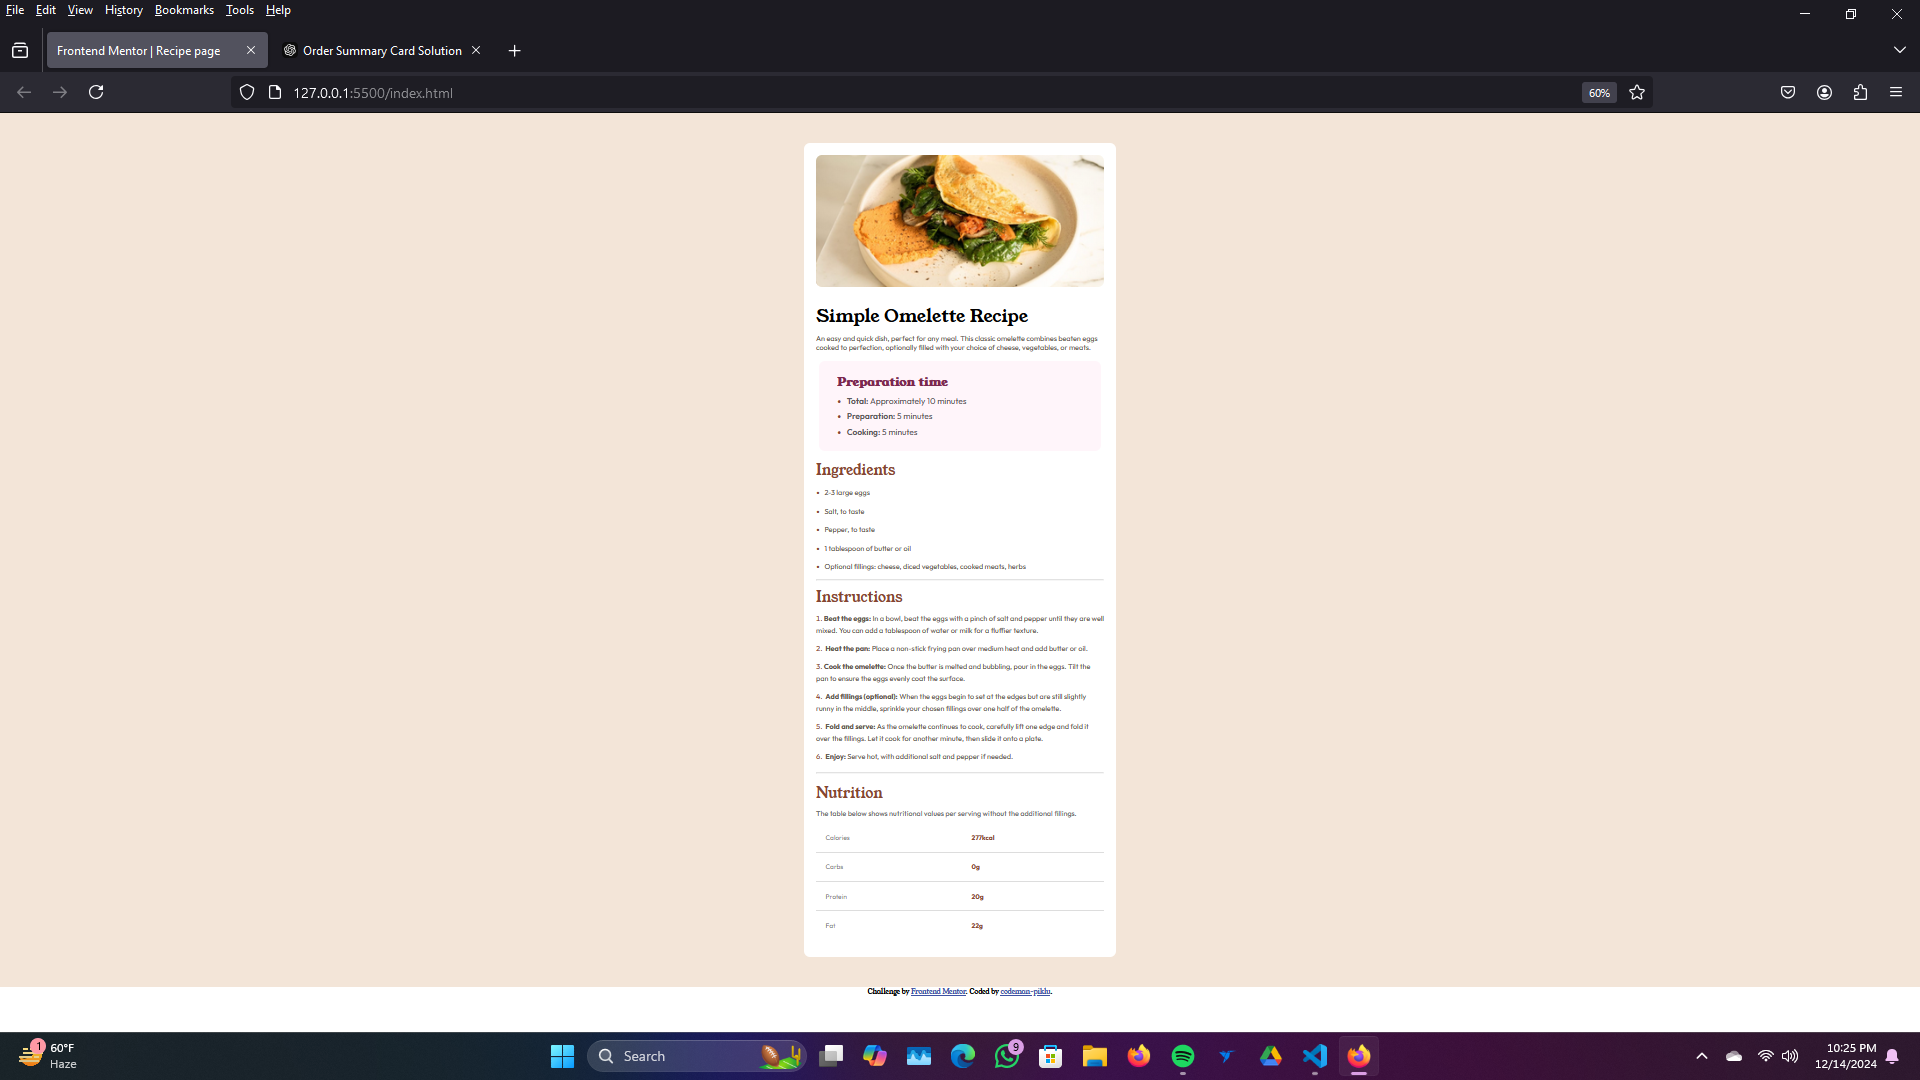 File Edit View History Bookmarks Tools Help
Frontend Mentor | Recipe page
Order Summary Card Solution
127.0.0.1:5500/index.html
60%
Simple Omelette Recipe
An easy and quick dish, perfect for any meal. This classic omelette combines beaten eggs
cooked to perfection, optionally filled with your choice of cheese, vegetables, or meats.
Preparation time
• Total: Approximately 10 minutes
• Preparation: 5 minutes
• Cooking: 5 minutes
Ingredients
• 2-3 large eggs
• Salt, to taste
• Pepper, to taste
• 1 tablespoon of butter or oil
• Optional fillings: cheese, diced vegetables, cooked meats, herbs
Instructions
1. Beat the eggs: In a bowl, beat the eggs with a pinch of salt and pepper until they are well
mixed. You can add a tablespoon of water or milk for a fluffier texture.
2. Heat the pan: Place a non-stick frying pan over medium heat and add butter or oil.
3. Cook the omelette: Once the butter is melted and bubbling, pour in the eggs. Tilt the
pan to ensure the eggs evenly coat the surface.
4. Add fillings (optional): When the eggs begin to set at the edges but are still slightly
runny in the middle, sprinkle your chosen fillings over one half of the omelette.
5. Fold and serve: As the omelette continues to cook, carefully lift one edge and fold it
over the fillings. Let it cook for another minute, then slide it onto a plate.
6. Enjoy: Serve hot, with additional salt and pepper if needed.
Nutrition
The table below shows nutritional values per serving without the additional fillings.
Calories 277kcal
Carbs 0g
Protein 20g
Fat 22g
Challenge by Frontend Mentor. Coded by codeman-piklu.
1
60°F
Haze
Search
9
10:25 PM
12/14/2024